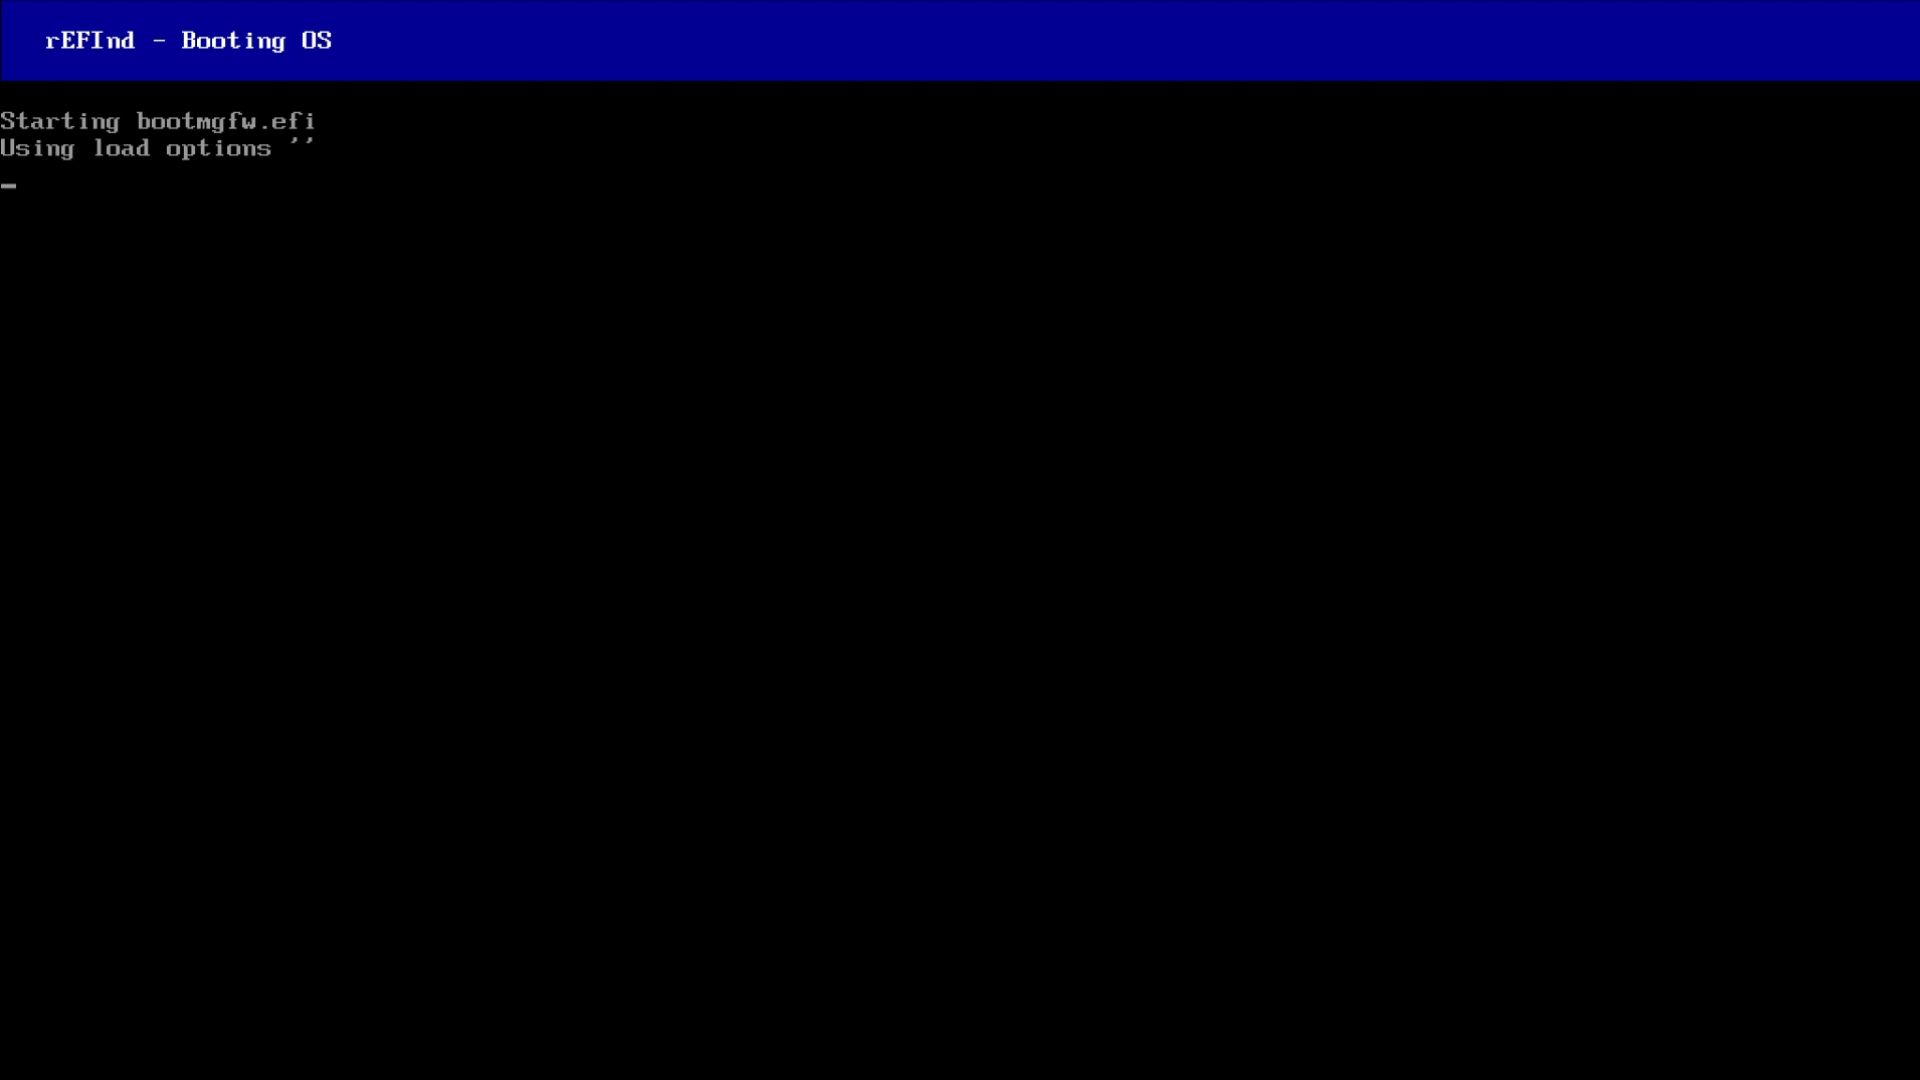 rEFInd - Booting OS
Starting bootmgfw.efi
Using load options ''